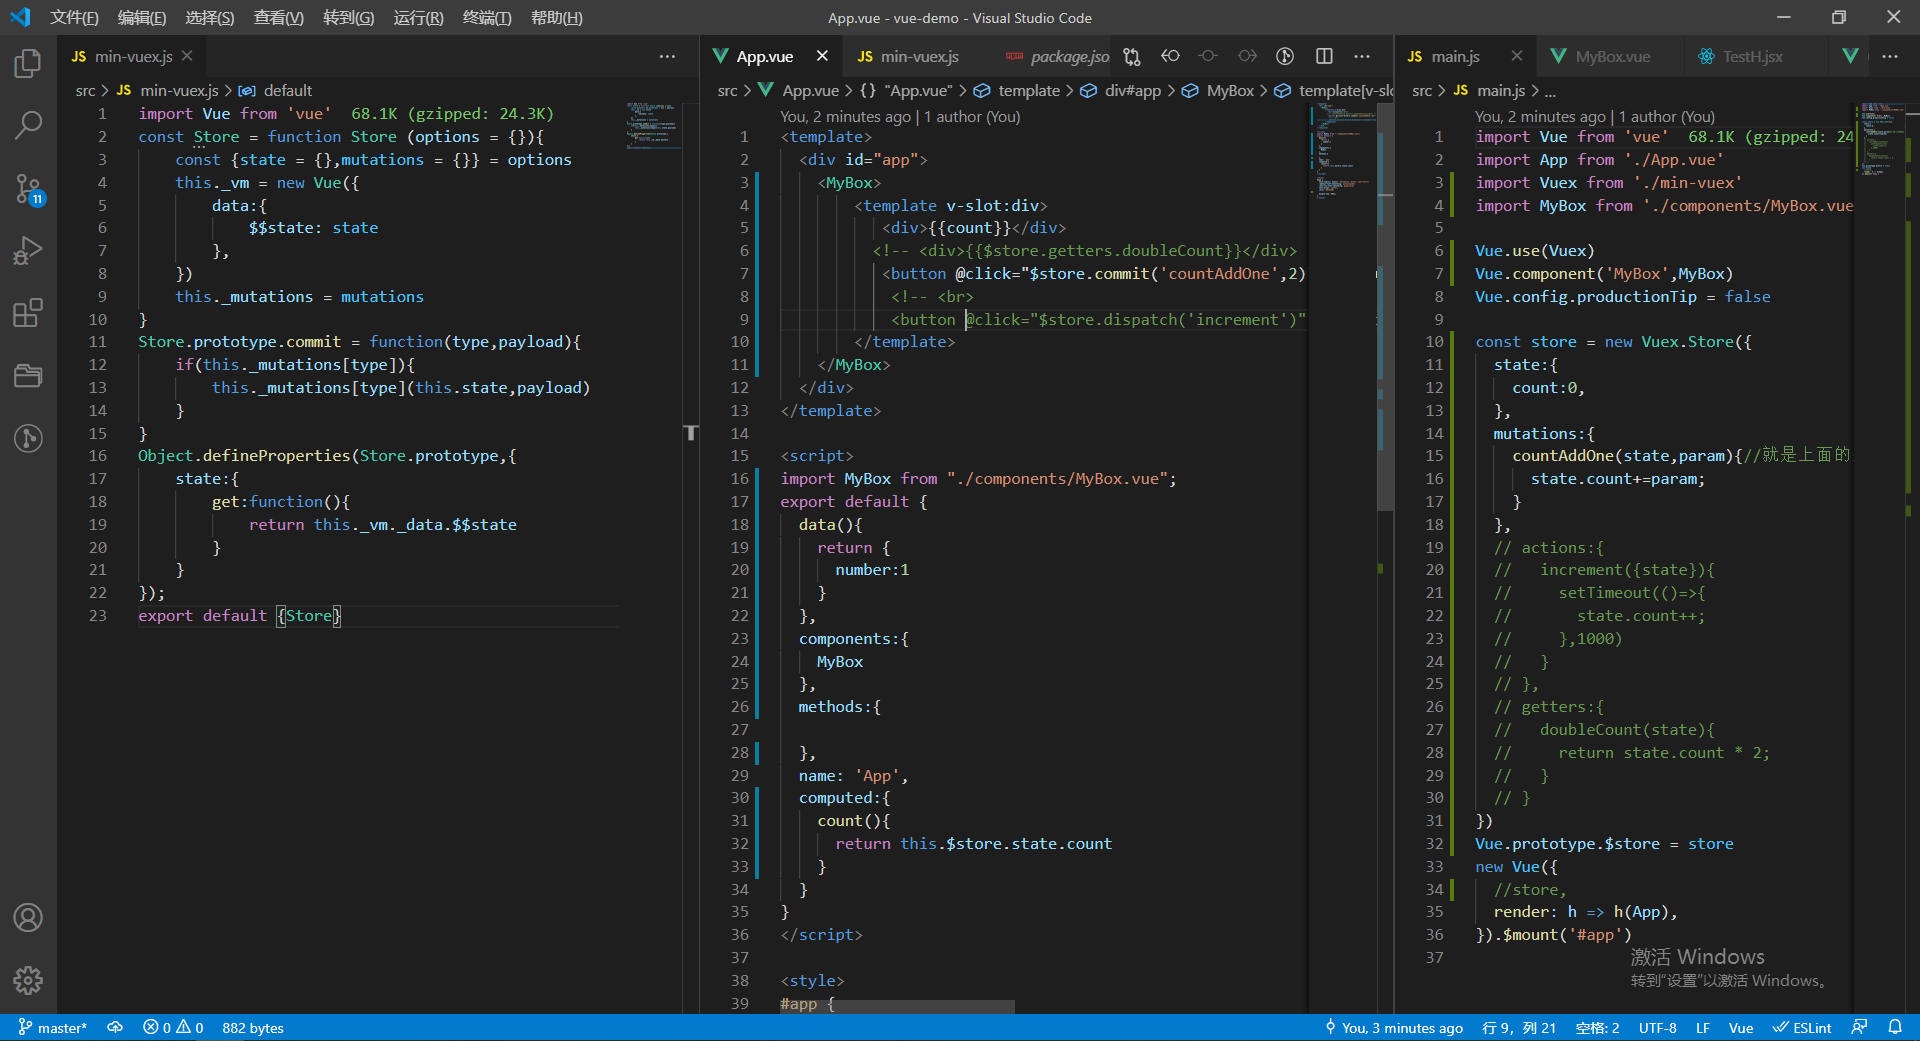 文件(F) 编辑(E) 选择(S) 查看(V) 转到(G) 运行(R) 终端(T) 帮助(H)
App.vue - vue-demo - Visual Studio Code
JS min-vuex.js
src > JS min-vuex.js > default
1 import Vue from 'vue' 68.1K (gzipped: 24.3K)
2 const Store = function Store (options = {}){
3 const {state = {},mutations = {}} = options
4 this._vm = new Vue({
5 data:{
6 $$state: state
7 },
8 })
9 this._mutations = mutations
10 }
11 Store.prototype.commit = function(type,payload){
12 if(this._mutations[type]){
13 this._mutations[type](this.state,payload)
14 }
15 }
16 Object.defineProperties(Store.prototype,{
17 state:{
18 get:function(){
19 return this._vm._data.$$state
20 }
21 }
22 });
23 export default {Store}
11
App.vue JS min-vuex.js package.jso
src > App.vue > {} "App.vue" > template > div#app > MyBox > template[v-slo
You, 2 minutes ago | 1 author (You)
1 <template>
2 <div id="app">
3 <MyBox>
4 <template v-slot:div>
5 <div>{{count}}</div>
6 <!-- <div>{{$store.getters.doubleCount}}</div>
7 <button @click="$store.commit('countAddOne',2)
8 <!-- <br>
9 <button @click="$store.dispatch('increment')"
10 </template>
11 </MyBox>
12 </div>
13 </template>
14
15 <script>
16 import MyBox from "./components/MyBox.vue";
17 export default {
18 data(){
19 return {
20 number:1
21 }
22 },
23 components:{
24 MyBox
25 },
26 methods:{
27
28 },
29 name: 'App',
30 computed:{
31 count(){
32 return this.$store.state.count
33 }
34 }
35 }
36 </script>
37
38 <style>
39 #app {
JS main.js MyBox.vue TestH.jsx
src > JS main.js > ...
You, 2 minutes ago | 1 author (You)
1 import Vue from 'vue' 68.1K (gzipped: 24
2 import App from './App.vue'
3 import Vuex from './min-vuex'
4 import MyBox from './components/MyBox.vue
5
6 Vue.use(Vuex)
7 Vue.component('MyBox',MyBox)
8 Vue.config.productionTip = false
9
10 const store = new Vuex.Store({
11 state:{
12 count:0,
13 },
14 mutations:{
15 countAddOne(state,param){//就是上面的
16 state.count+=param;
17 }
18 },
19 // actions:{
20 // increment({state}){
21 // setTimeout(()=>{
22 // state.count++;
23 // },1000)
24 // }
25 // },
26 // getters:{
27 // doubleCount(state){
28 // return state.count * 2;
29 // }
30 // }
31 })
32 Vue.prototype.$store = store
33 new Vue({
34 //store,
35 render: h => h(App),
36 }).$mount('#app')
37
激活 Windows
转到"设置"以激活 Windows。
master* 0 0 882 bytes
You, 3 minutes ago 行 9，列 21 空格: 2 UTF-8 LF Vue ESLint